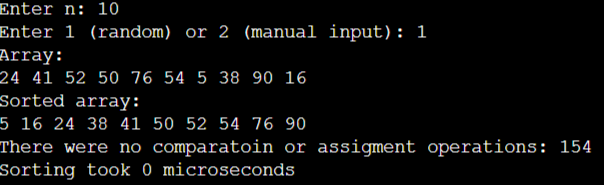 Enter n: 10
Enter 1 (random) or 2 (manual input): 1
Array:
24 41 52 50 76 54 5 38 90 16
Sorted array:
5 16 24 38 41 50 52 54 76 90
There were no comparatoin or assigment operations: 154
Sorting took 0 microseconds